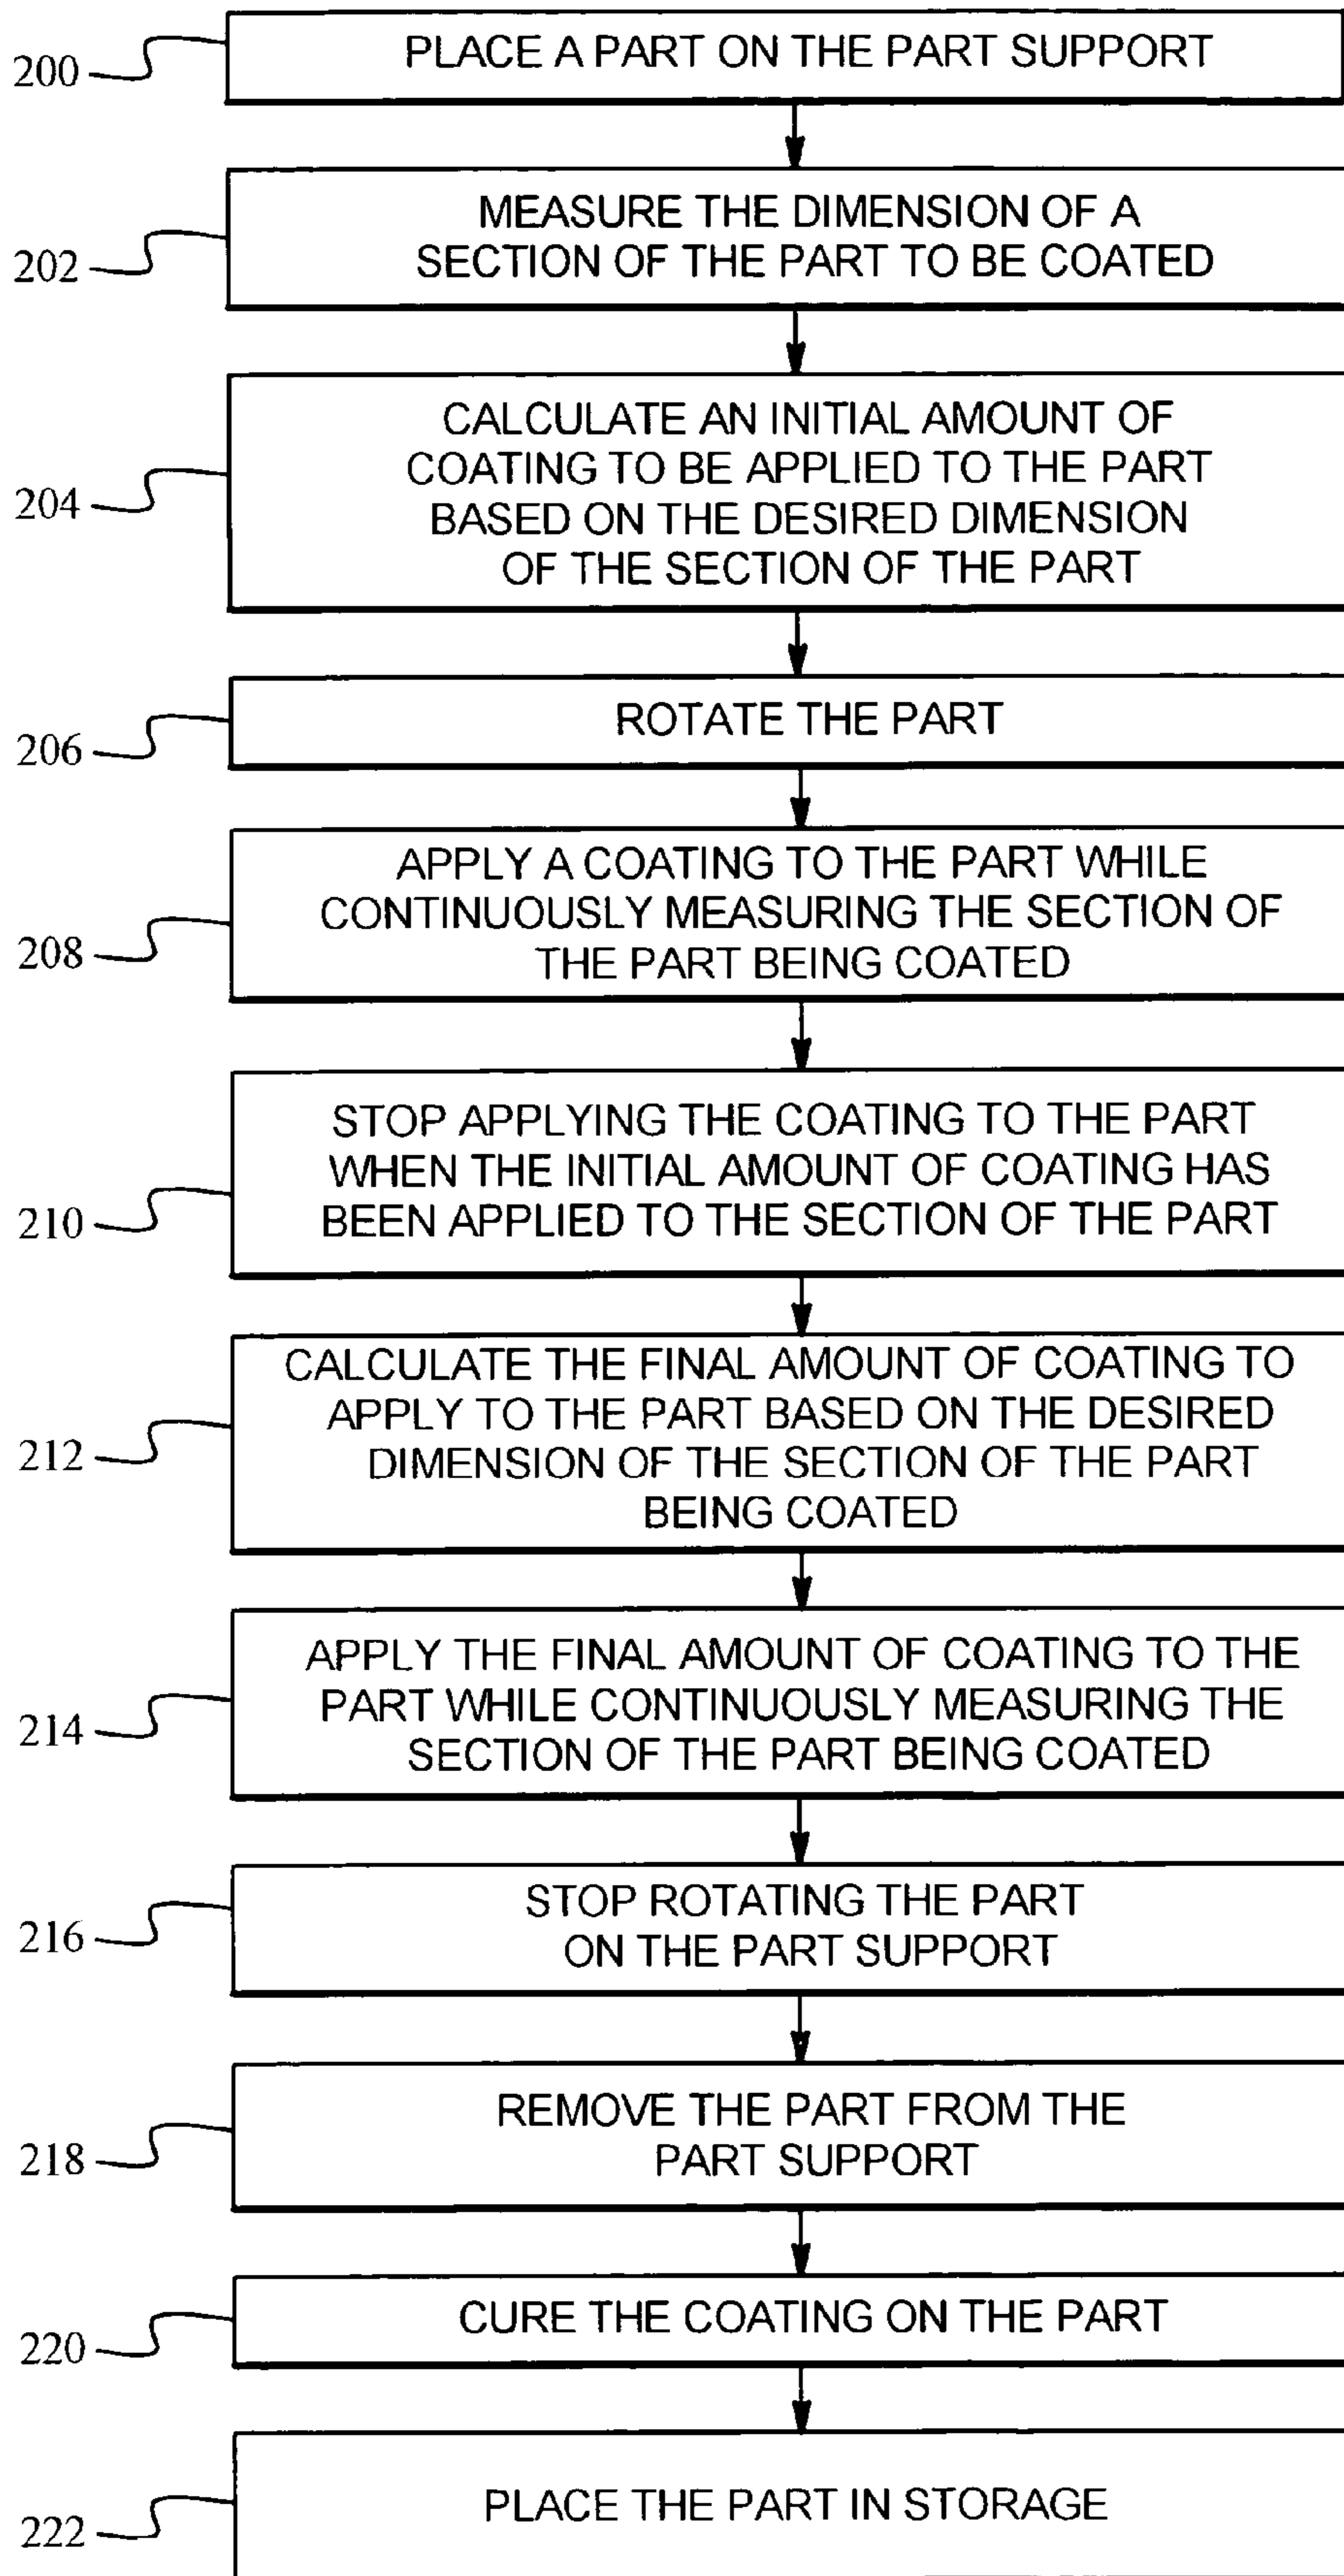 200
PLACE A PART ON THE PART SUPPORT
202
MEASURE THE DIMENSION OF A
SECTION OF THE PART TO BE COATED
204
CALCULATE AN INITIAL AMOUNT OF
COATING TO BE APPLIED TO THE PART
BASED ON THE DESIRED DIMENSION
OF THE SECTION OF THE PART
206
ROTATE THE PART
208
APPLY A COATING TO THE PART WHILE
CONTINUOUSLY MEASURING THE SECTION OF
THE PART BEING COATED
210
STOP APPLYING THE COATING TO THE PART
WHEN THE INITIAL AMOUNT OF COATING HAS
BEEN APPLIED TO THE SECTION OF THE PART
212
CALCULATE THE FINAL AMOUNT OF COATING TO
APPLY TO THE PART BASED ON THE DESIRED
DIMENSION OF THE SECTION OF THE PART
BEING COATED
214
APPLY THE FINAL AMOUNT OF COATING TO THE
PART WHILE CONTINUOUSLY MEASURING THE
SECTION OF THE PART BEING COATED
216
STOP ROTATING THE PART
ON THE PART SUPPORT
218
REMOVE THE PART FROM THE
PART SUPPORT
220
CURE THE COATING ON THE PART
222
PLACE THE PART IN STORAGE